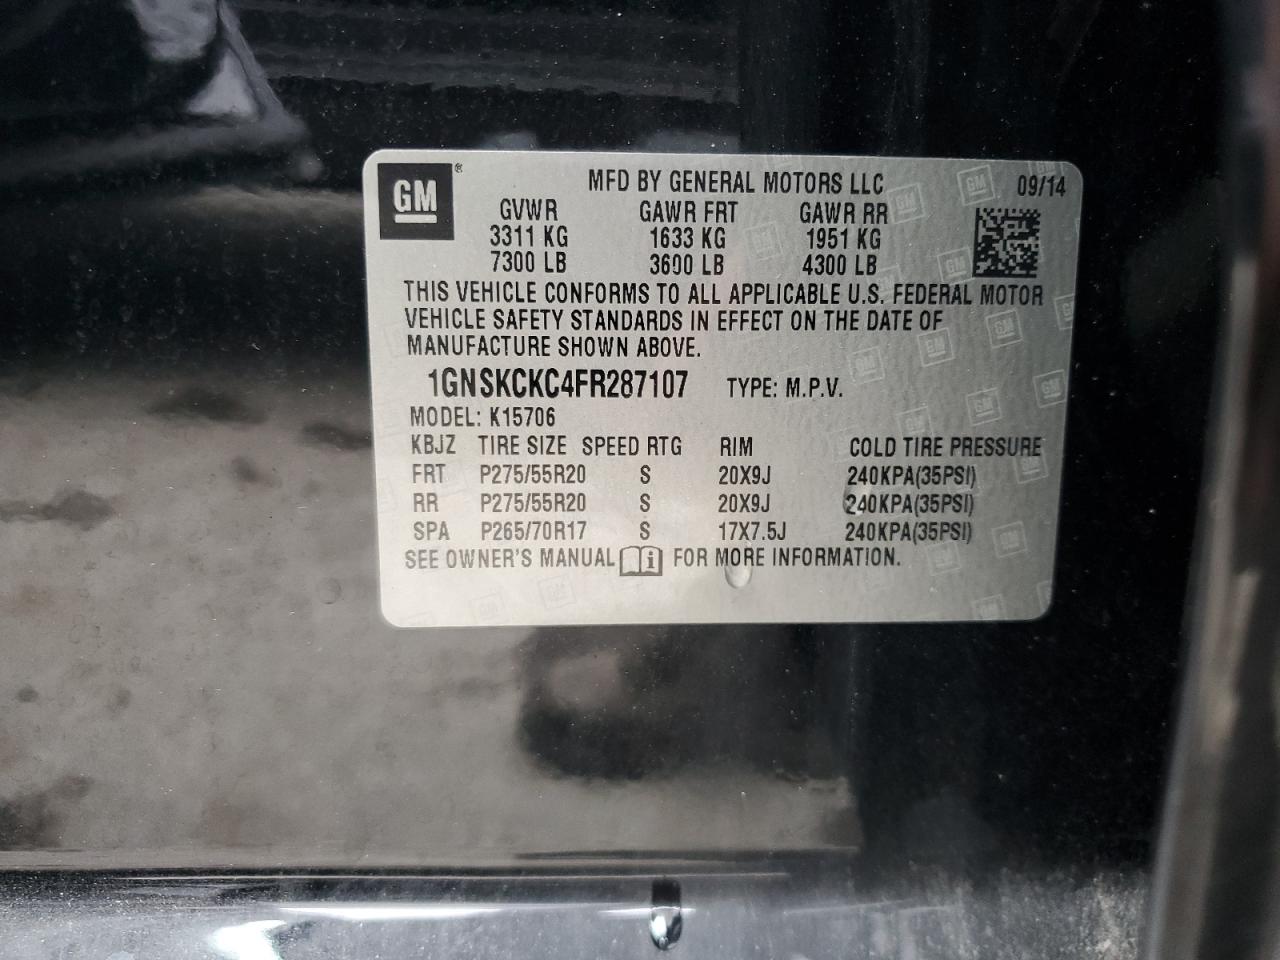 GM ®
MFD BY GENERAL MOTORS LLC 09/14
GVWR GAWR FRT GAWR RR
3311 KG 1633 KG 1951 KG
7300 LB 3600 LB 4300 LB
THIS VEHICLE CONFORMS TO ALL APPLICABLE U.S. FEDERAL MOTOR
VEHICLE SAFETY STANDARDS IN EFFECT ON THE DATE OF
MANUFACTURE SHOWN ABOVE.
1GNSKCKC4FR287107 TYPE: M.P.V.
MODEL: K15706
KBJZ TIRE SIZE SPEED RTG RIM COLD TIRE PRESSURE
FRT P275/55R20 S 20X9J 240KPA(35PSI)
RR P275/55R20 S 20X9J 240KPA(35PSI)
SPA P265/70R17 S 17X7.5J 240KPA(35PSI)
SEE OWNER'S MANUAL i FOR MORE INFORMATION.